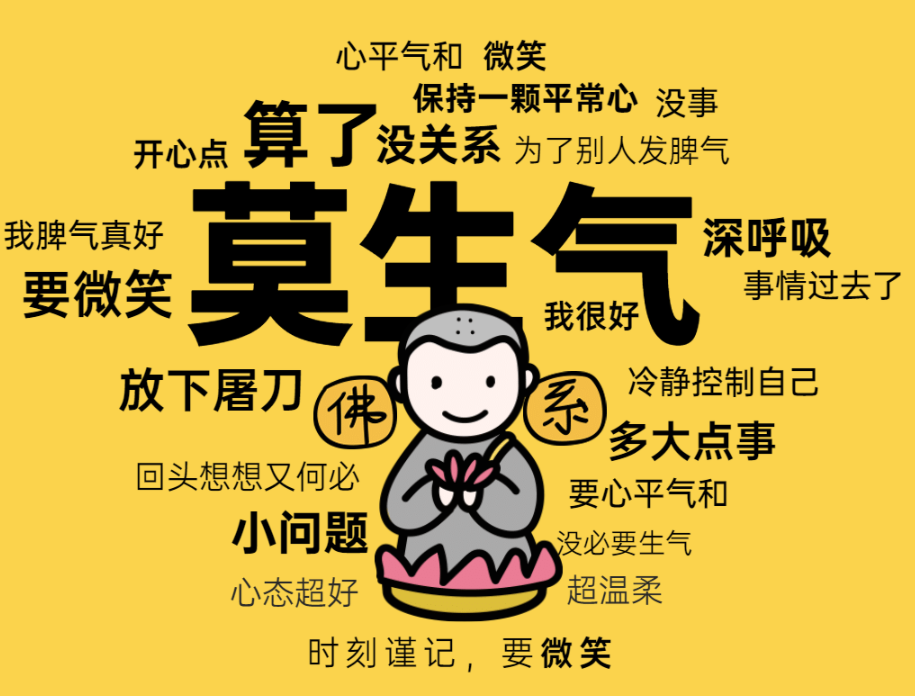 心平气和 微笑
保持一颗平常心 没事
开心点 算了 没关系 为了别人发脾气
莫生气
我脾气真好 深呼吸
要微笑 事情过去了
我很好
放下屠刀 冷静控制自己
佛系
多大点事
回头想想又何必 要心平气和
小问题 没必要生气
心态超好 超温柔
时刻谨记，要微笑